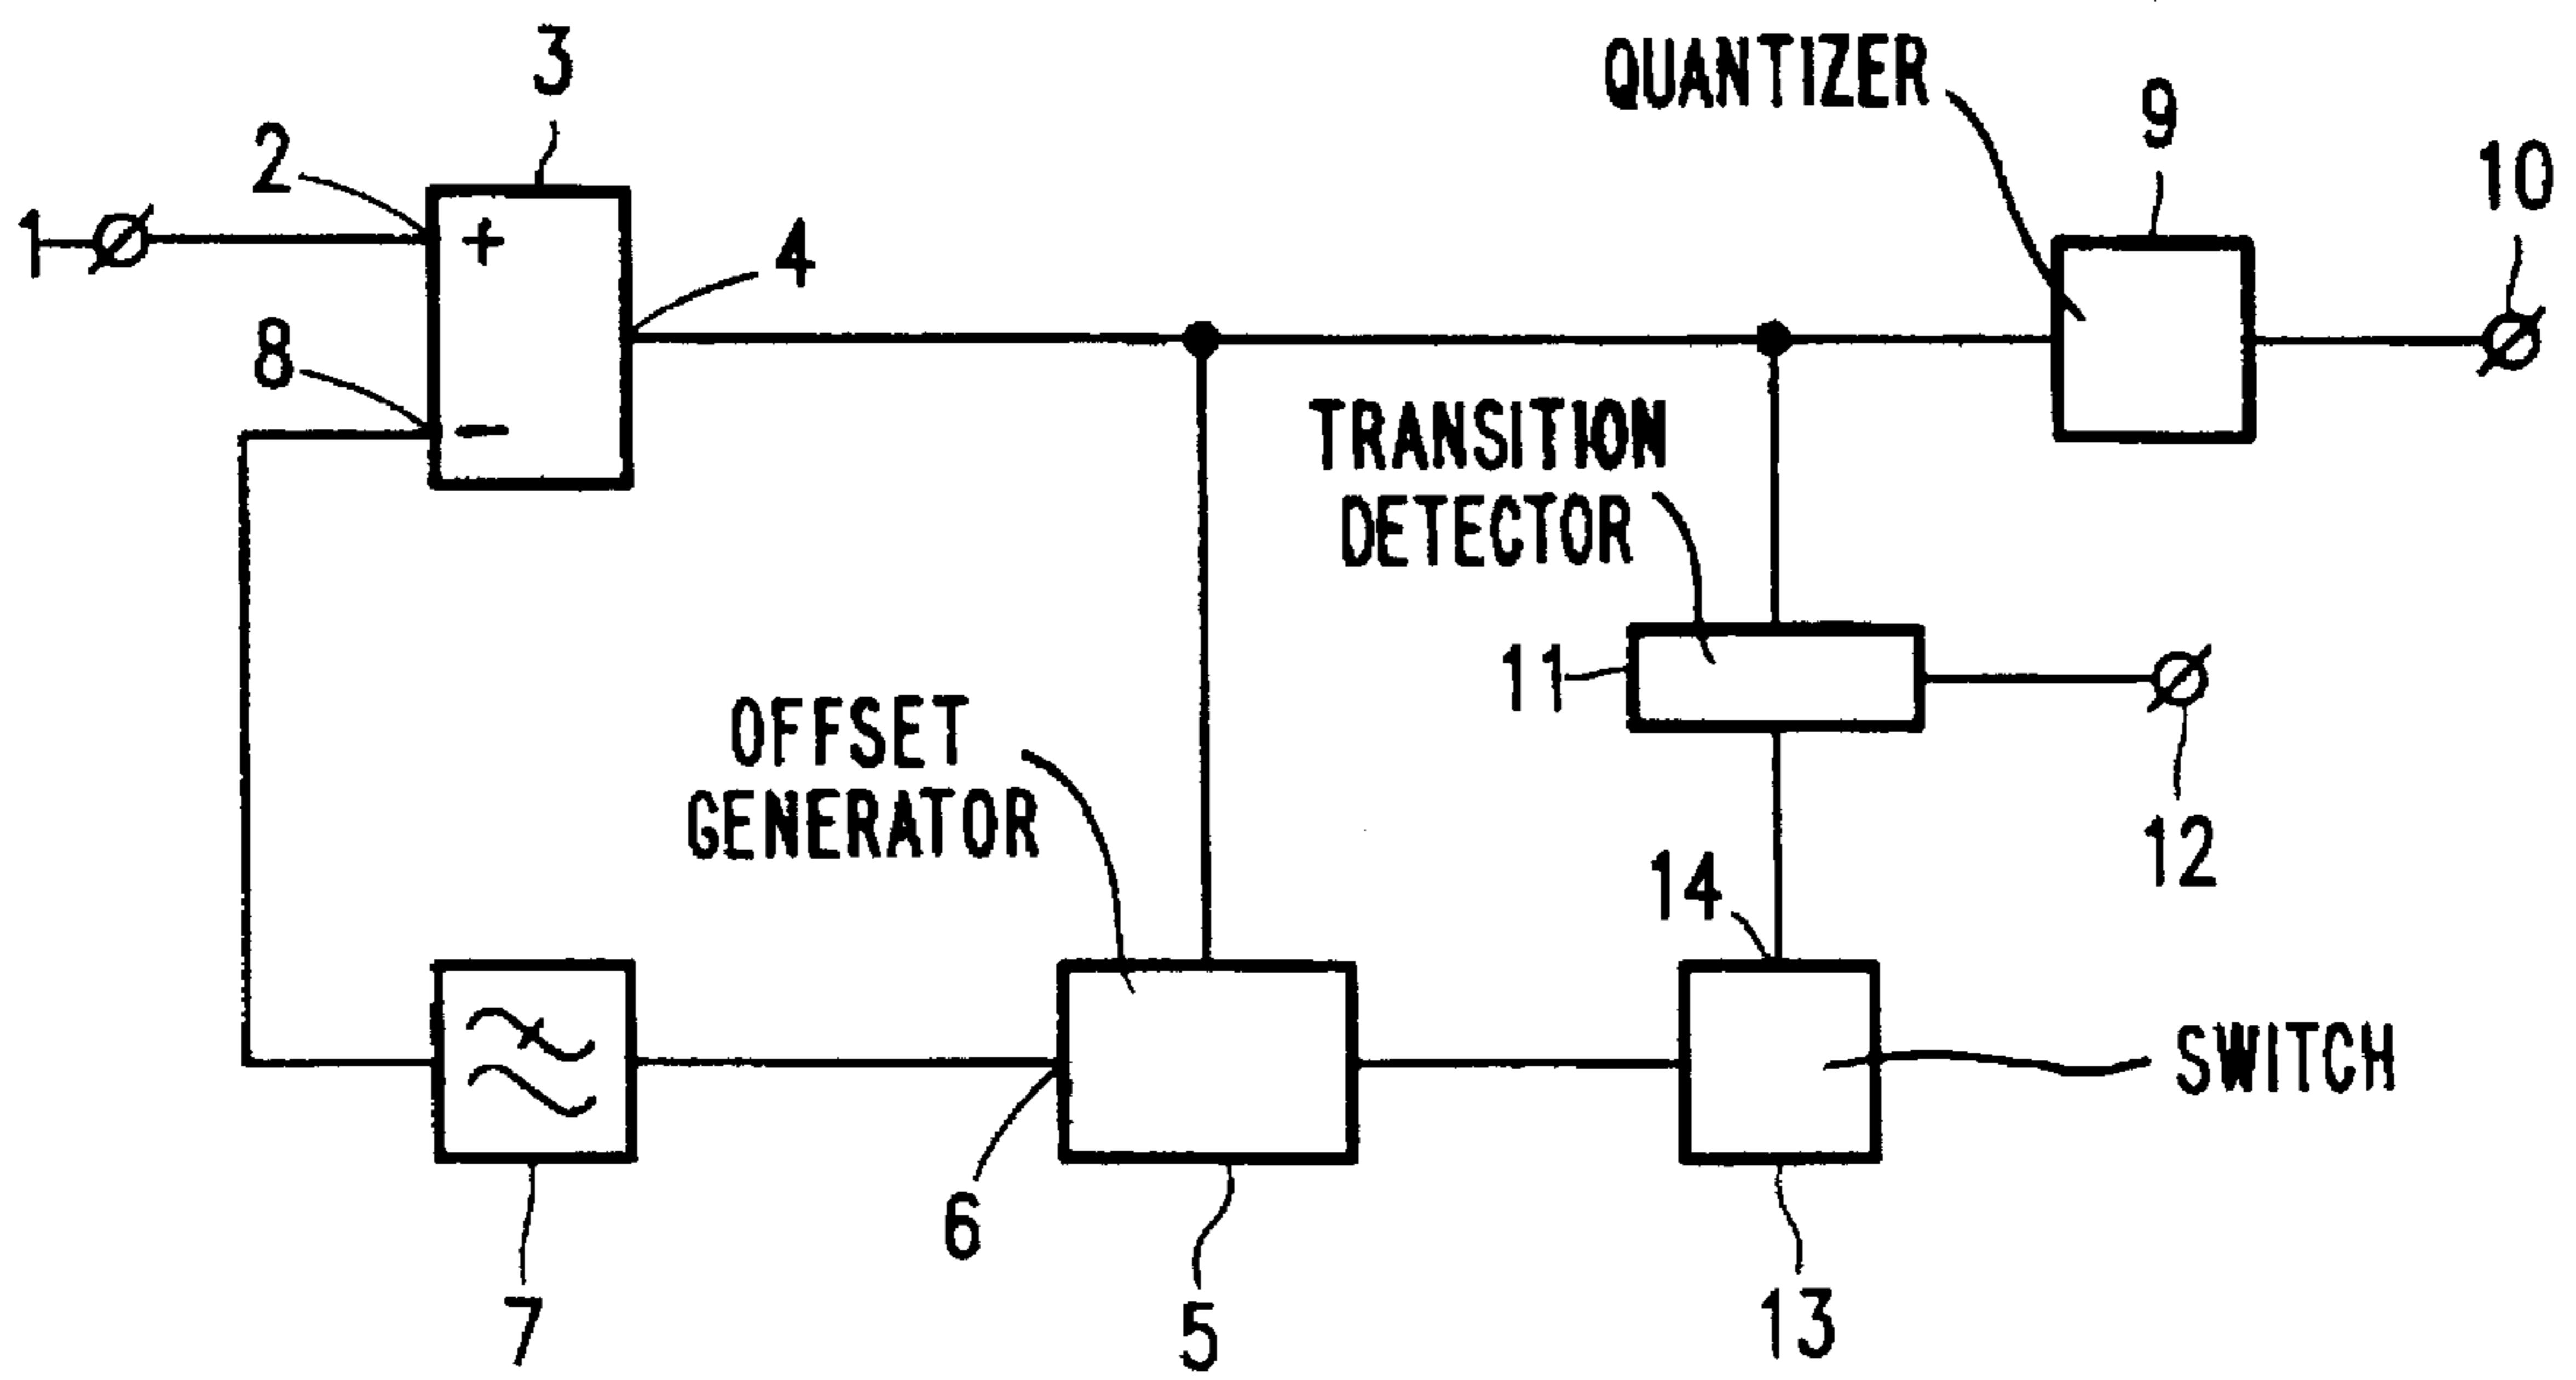 3
QUANTIZER
9
2
10
1
+
4
8
-
TRANSITION
DETECTOR
11
OFFSET
GENERATOR
12
14
SWITCH
6
7
5
13